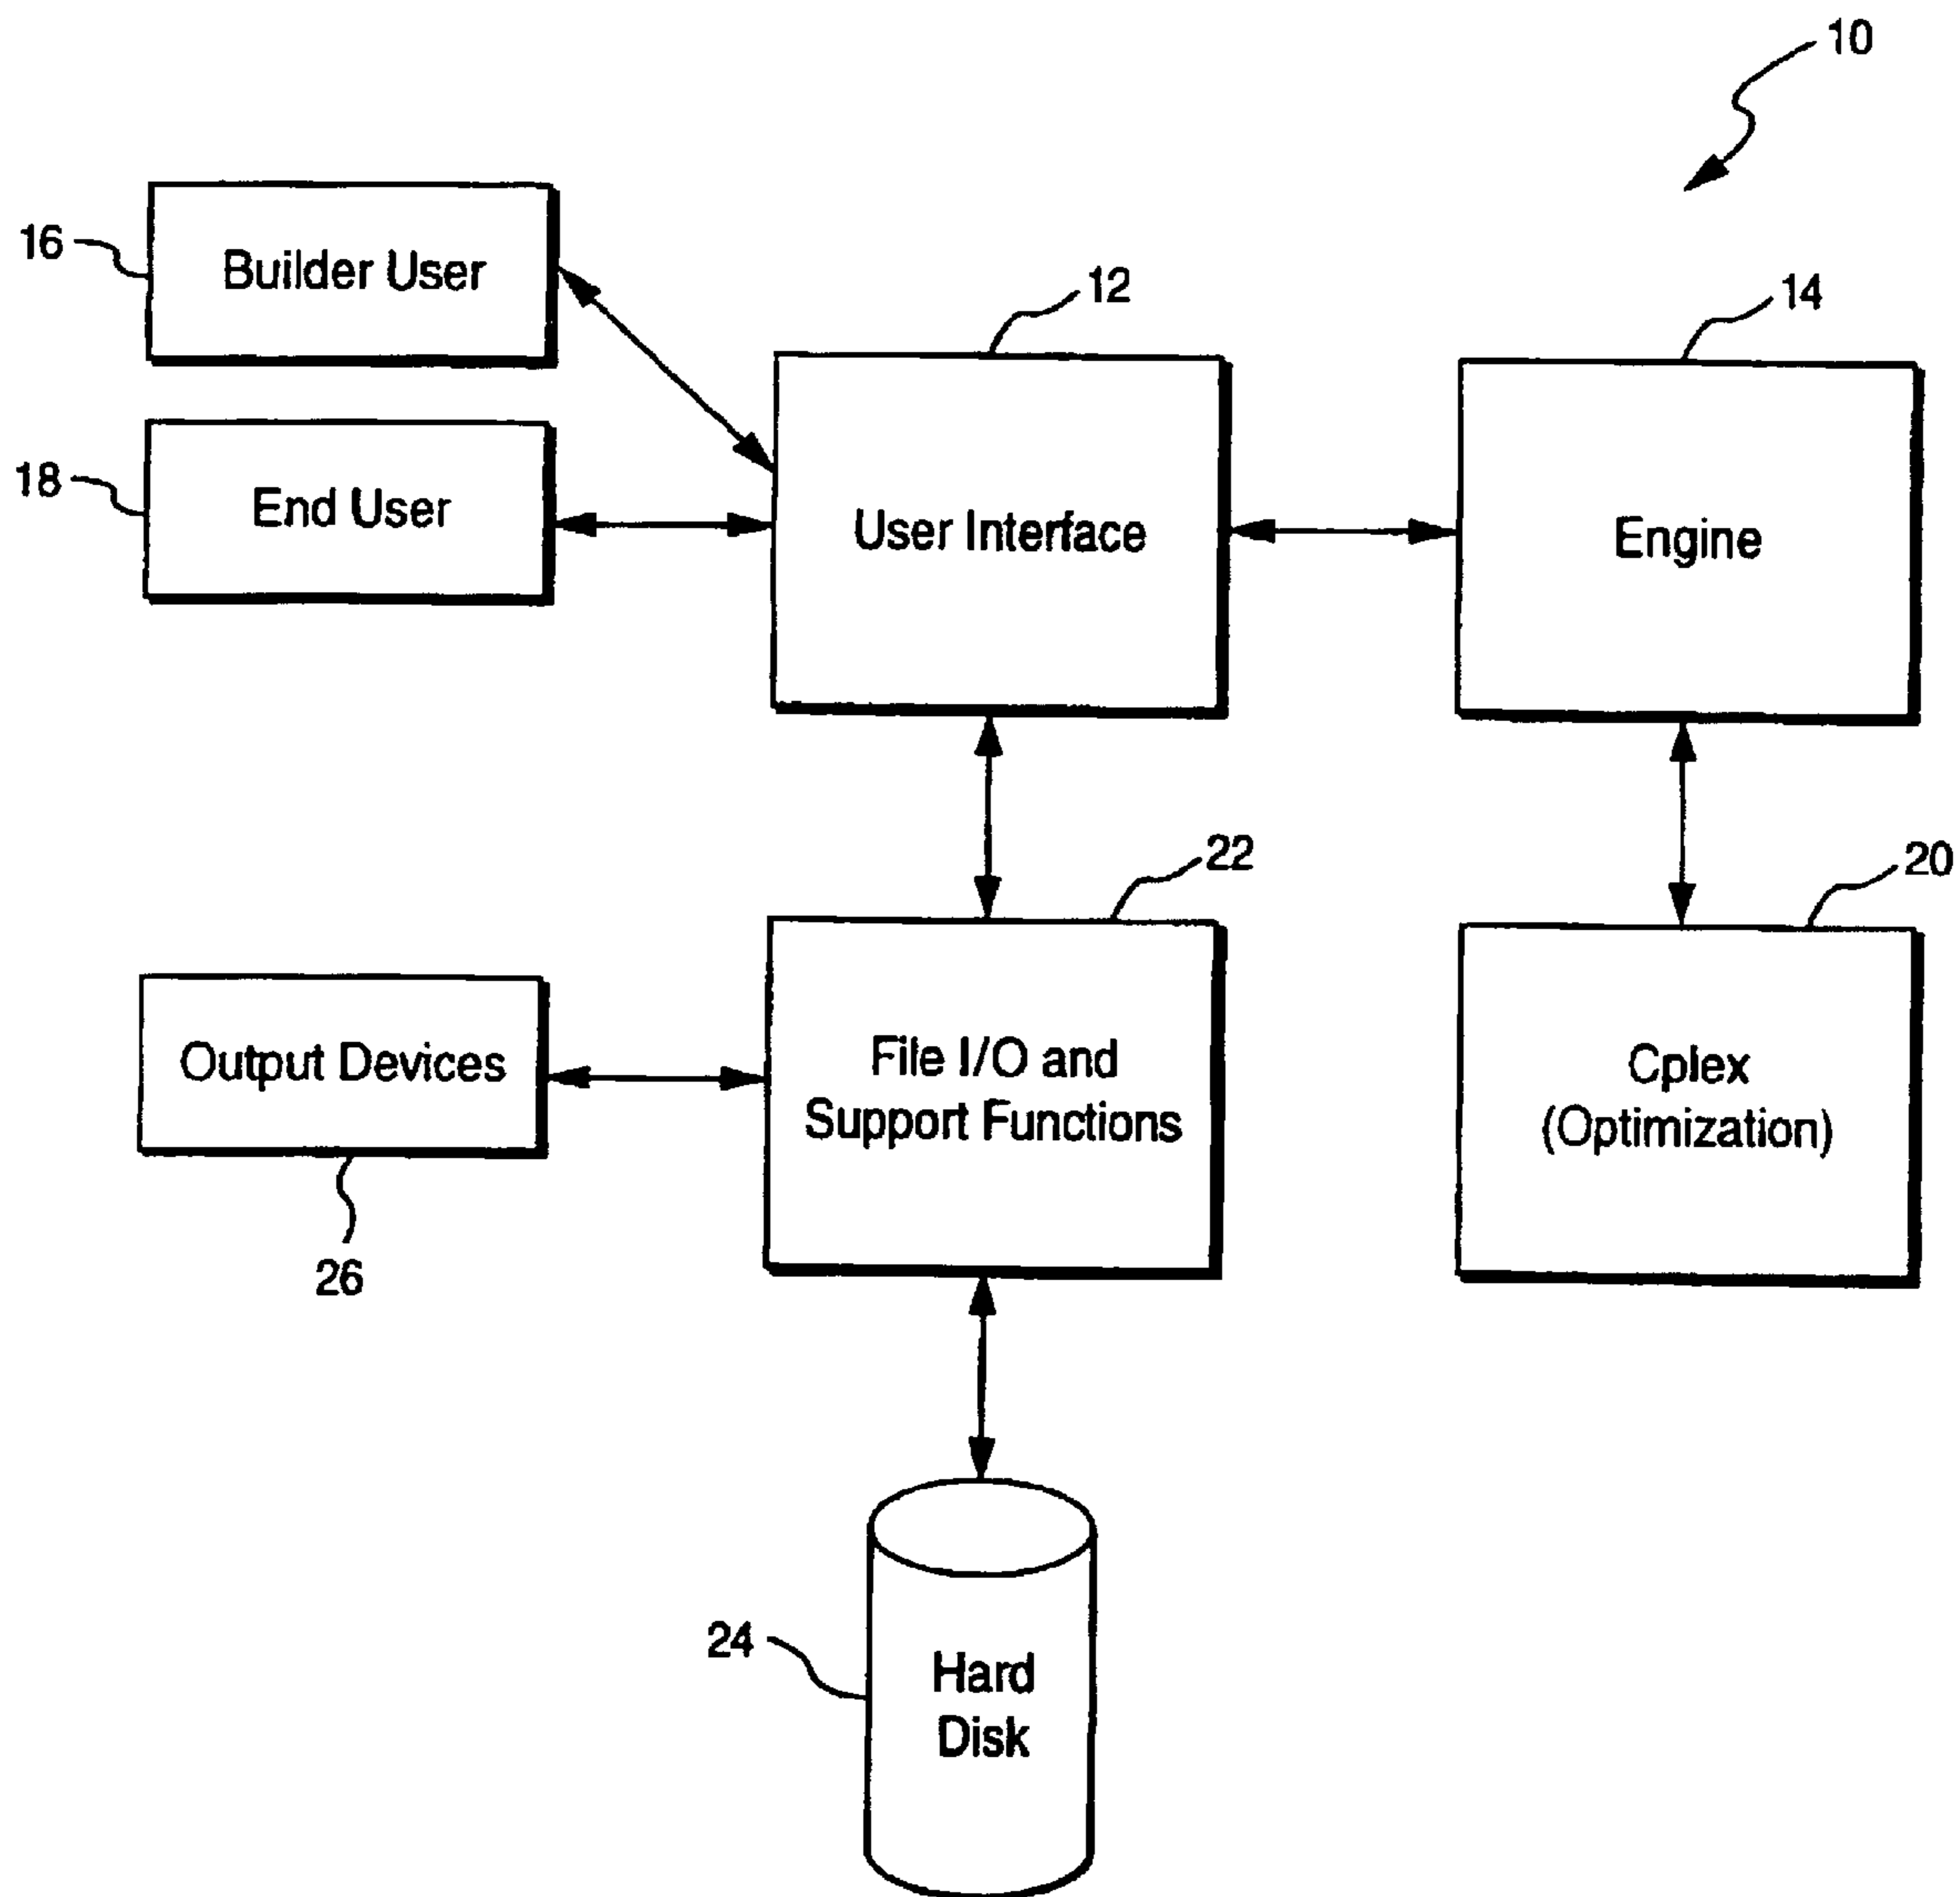 10
16
Builder User
12
14
18
End User
User Interface
Engine
22
20
Output Devices
File I/O and
Support Functions
Cplex
(Optimization)
26
24
Hard
Disk